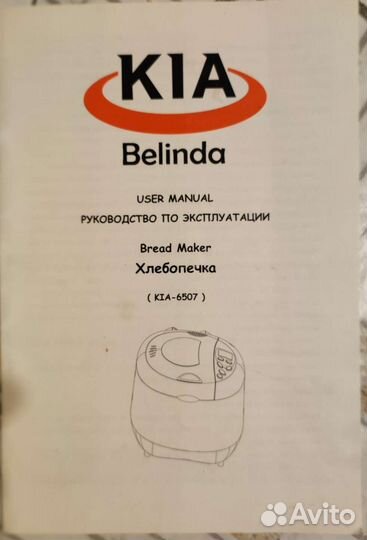 KIA
Belinda
USER MANUAL
РУКОВОДСТВО ПО ЭКСПЛУАТАЦИИ
Bread Maker
Хлебопечка
( KIA-6507 )
Avito